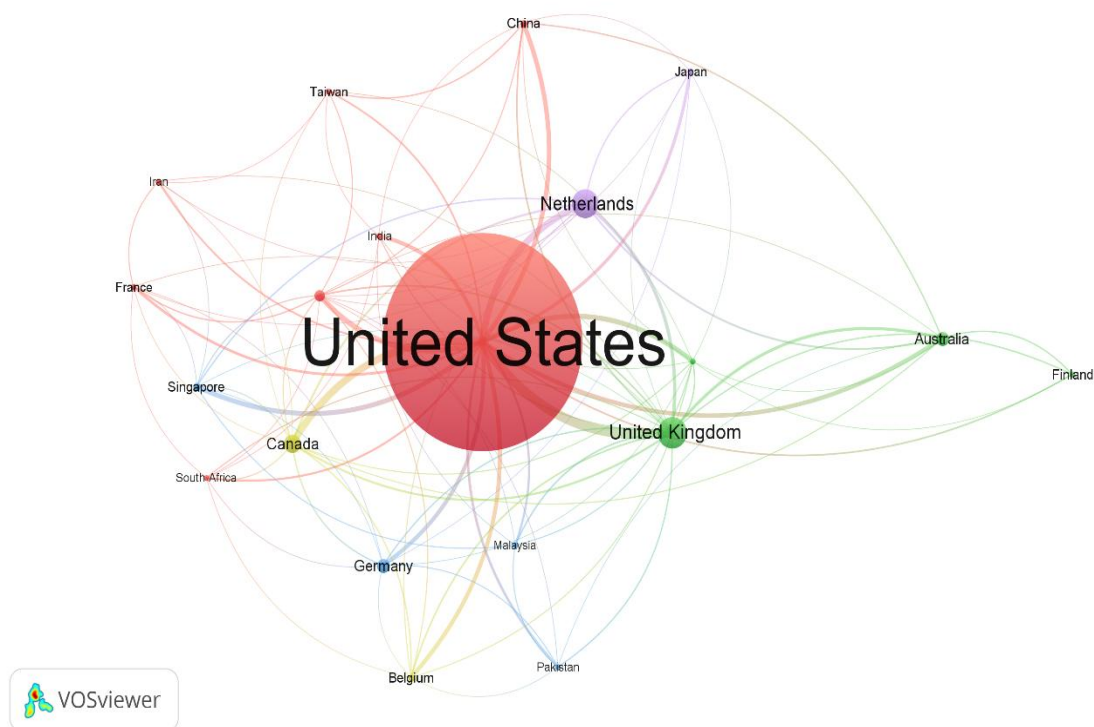 China
Japan
Taiwan
Iran
Netherlands
India
France
United States
Australia
Finland
Singapore
United Kingdom
Canada
South Africa
Malaysia
Germany
Pakistan
Belgium
VOSviewer